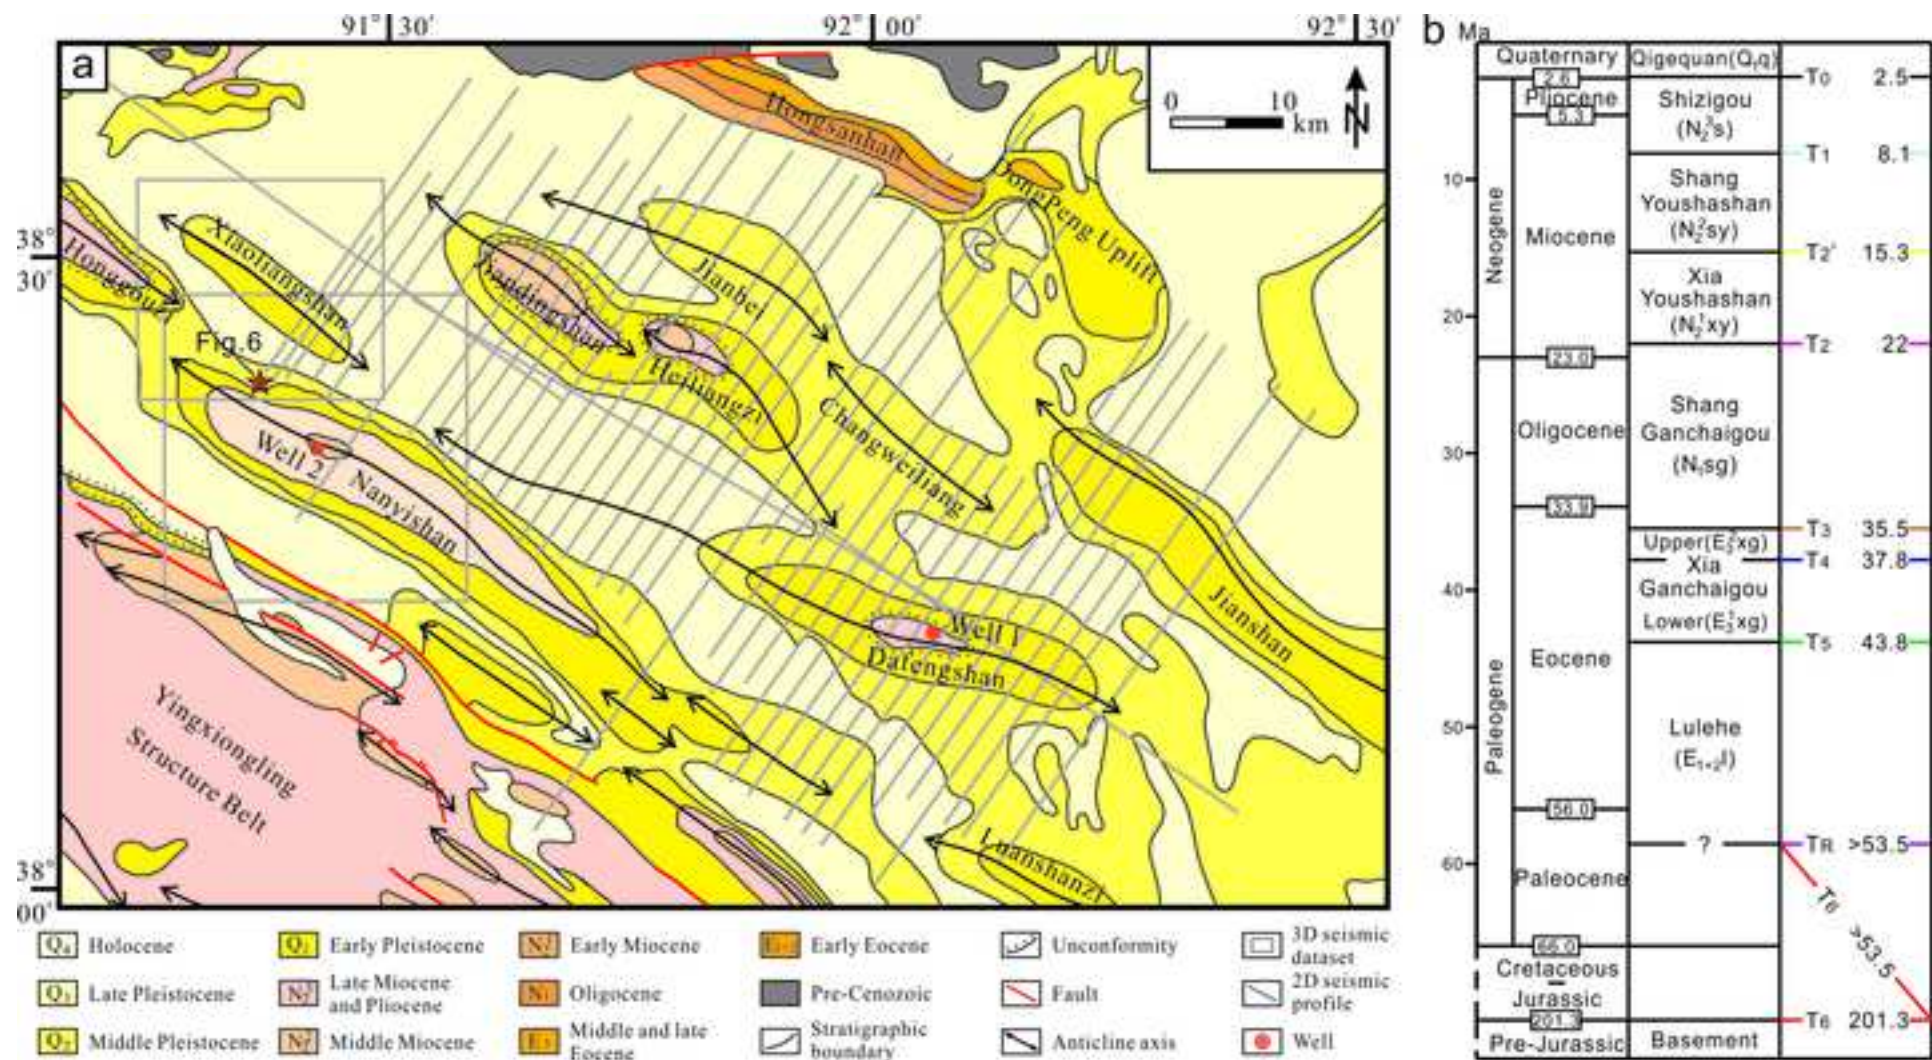 91° 30′
92° 00′
92° 30′
a
0 10
km
N
38°
30′
38°
00′
Hongsanhan
DongPeng Uplift
Xiaoliangshan
Honggouzi
Jiandingshan
Jianbei
Heiliangzi
Changweiliang
Fig.6
Well 2
Nanyishan
Jianshan
Well 1
Dafengshan
Yingxiongling
Structure Belt
Luanshanzi
Q₄ Holocene
Q₃ Late Pleistocene
Q₂ Middle Pleistocene
Q₁ Early Pleistocene
Late Miocene
and Pliocene
Middle Miocene
Early Miocene
N₁ Oligocene
E₃ Middle and late
Eocene
Early Eocene
Pre-Cenozoic
Stratigraphic
boundary
Unconformity
Fault
Anticline axis
3D seismic
dataset
2D seismic
profile
Well
b Ma
10
20
30
40
50
60
Neogene
Paleogene
Quaternary
2.6
Pliocene
5.3
Miocene
23.0
Oligocene
33.9
Eocene
56.0
Paleocene
66.0
Cretaceous
Jurassic
201.3
Pre-Jurassic
Qigequan(Q₁q)
Shizigou
(N₂³s)
Shang
Youshashan
(N₂²sy)
Xia
Youshashan
(N₂¹xy)
Shang
Ganchaigou
(N₁sg)
Upper(E₃²xg)
Xia
Ganchaigou
Lower(E₃¹xg)
Lulehe
(E₁₊₂l)
?
Basement
T0 2.5
T1 8.1
T2' 15.3
T2 22
T3 35.5
T4 37.8
T5 43.8
TR >53.5
T6 >53.5
T6 201.3